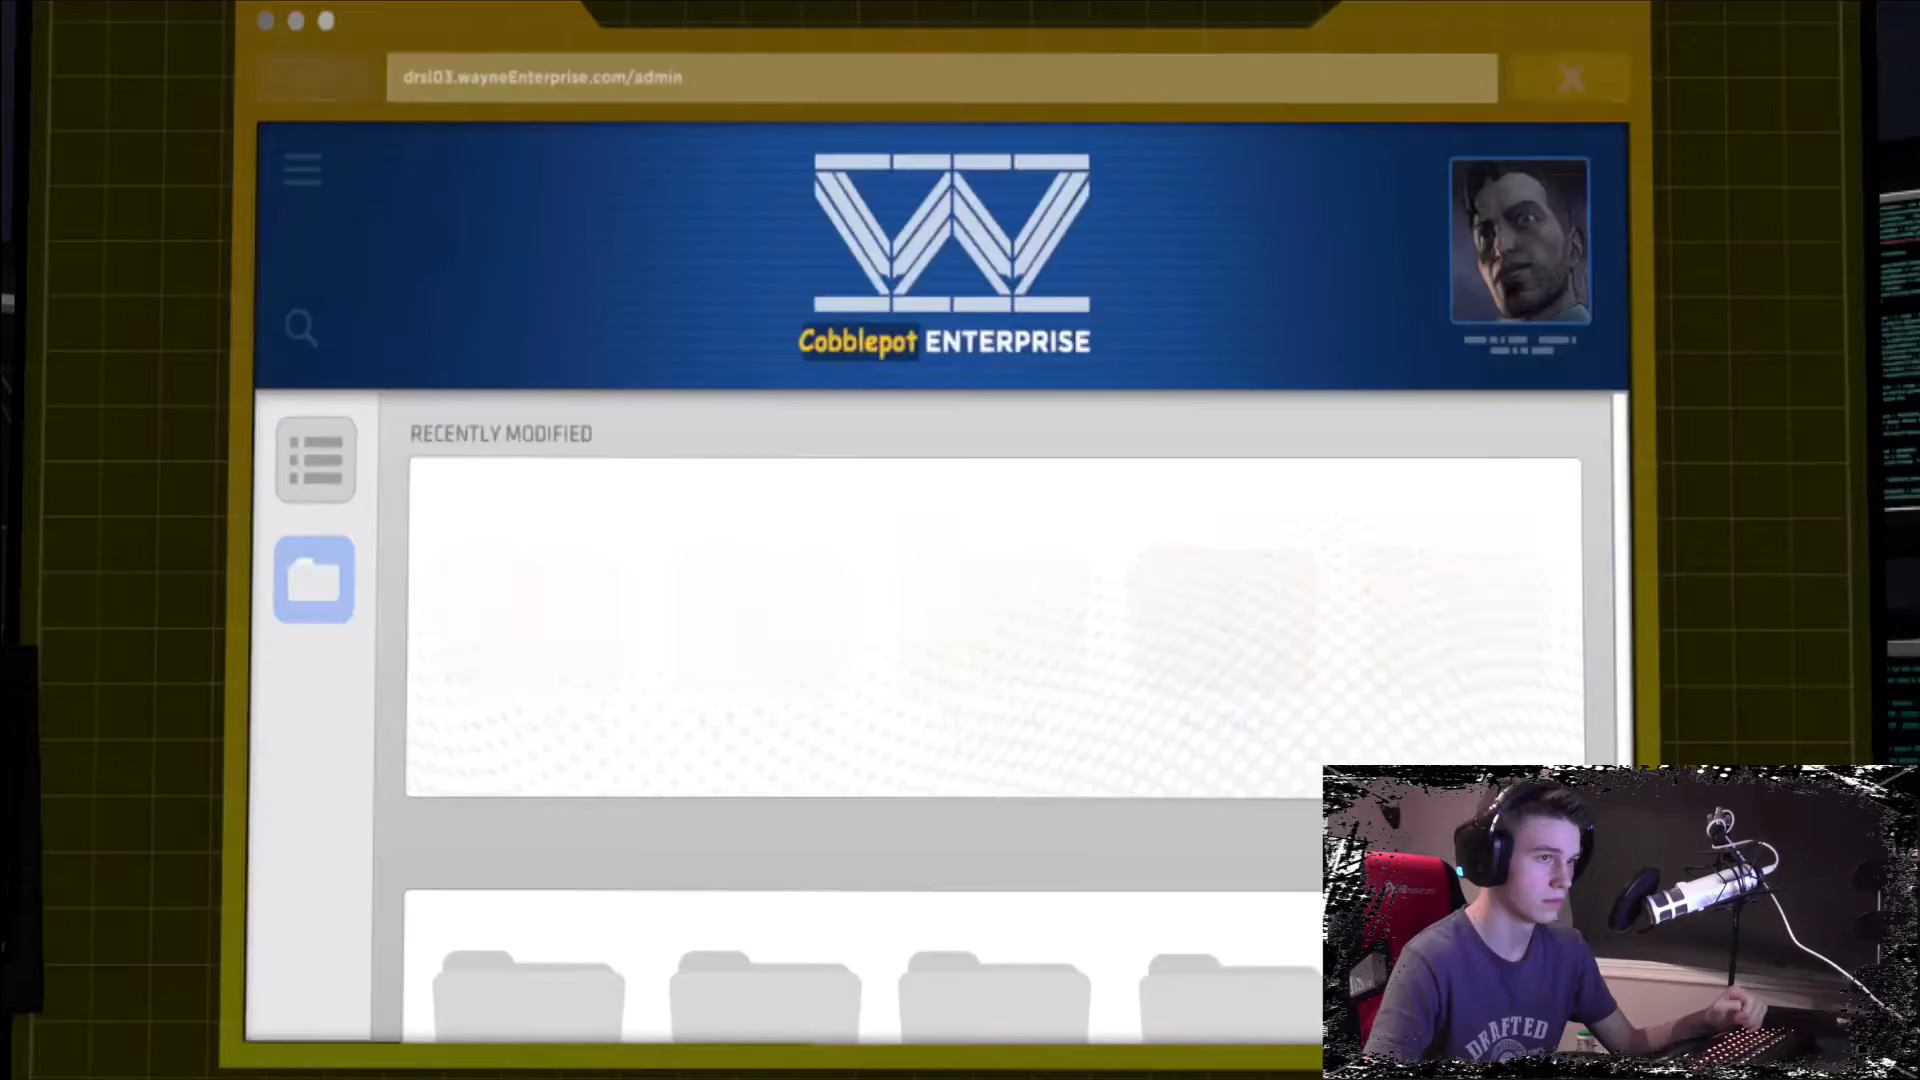 drsl03.wayneEnterprise.com/admin
Cobblepot ENTERPRISE
RECENTLY MODIFIED
DRAFTED